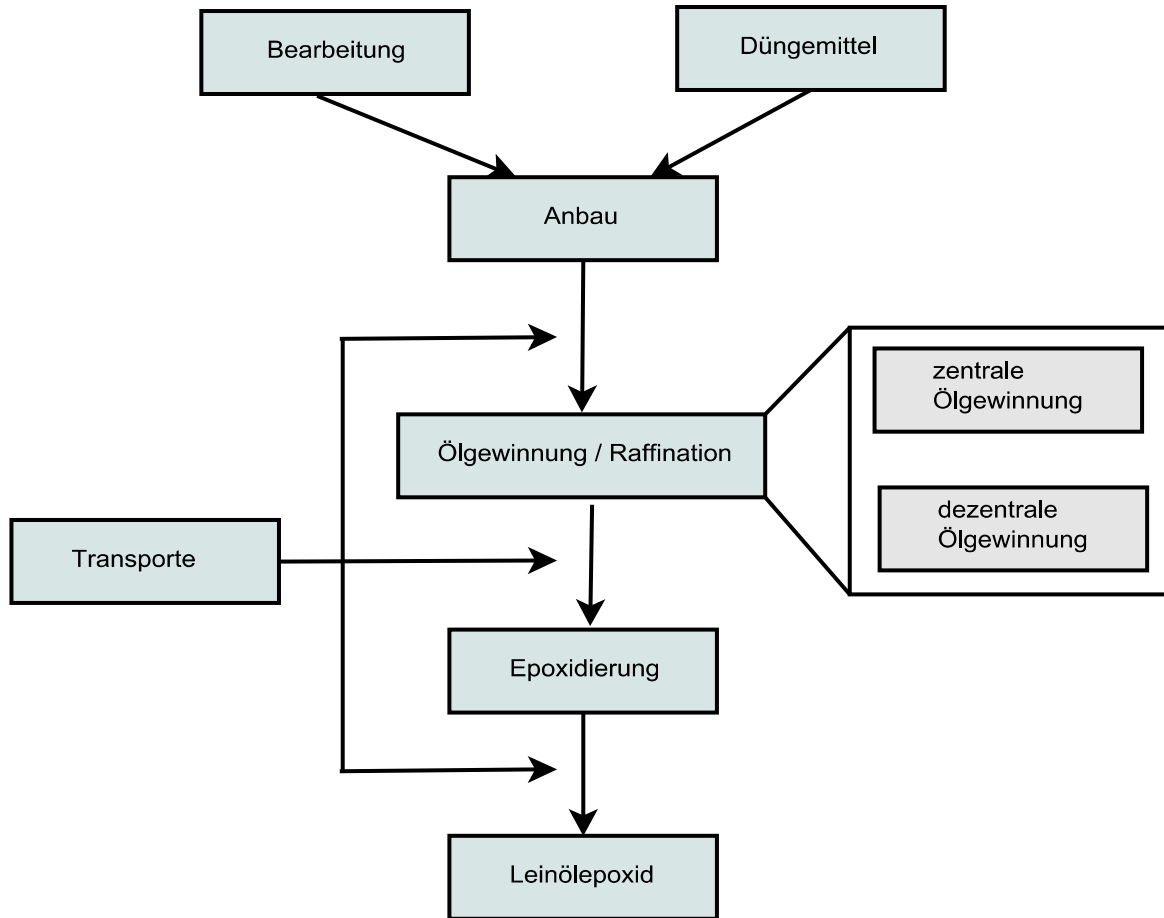 Bearbeitung
Düngemittel
Anbau
zentrale
Ölgewinnung
Ölgewinnung / Raffination
dezentrale
Ölgewinnung
Transporte
Epoxidierung
Leinölepoxid